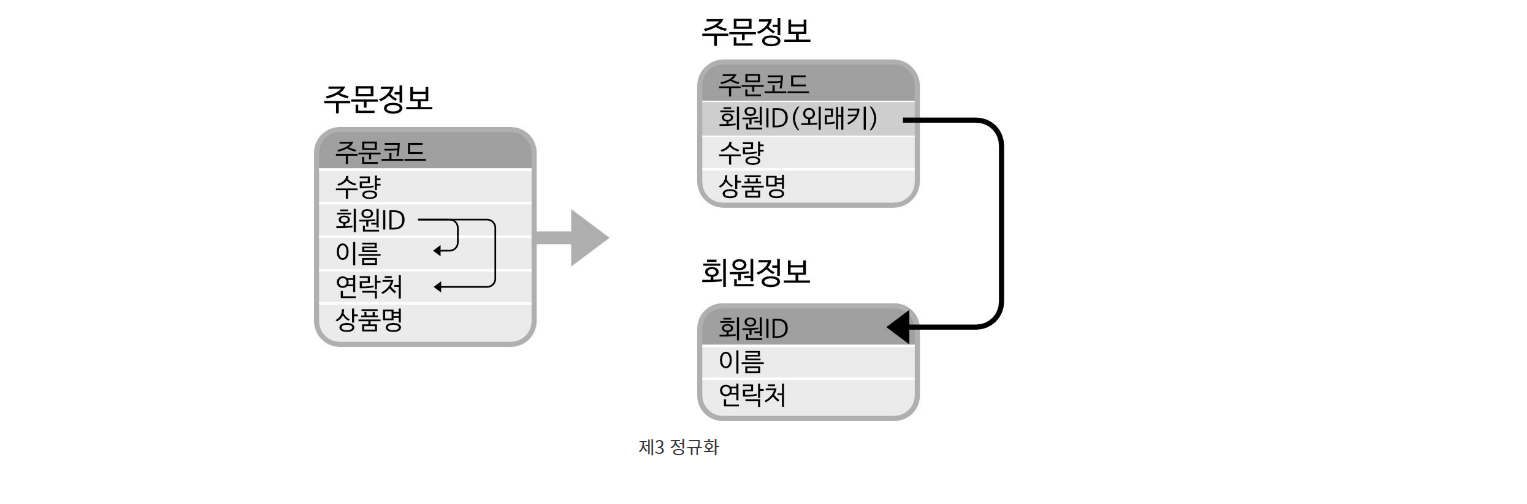 주문정보
주문코드
수량
회원ID
이름
연락처
상품명
주문정보
주문코드
회원ID(외래키)
수량
상품명
회원정보
회원ID
이름
연락처
제3 정규화